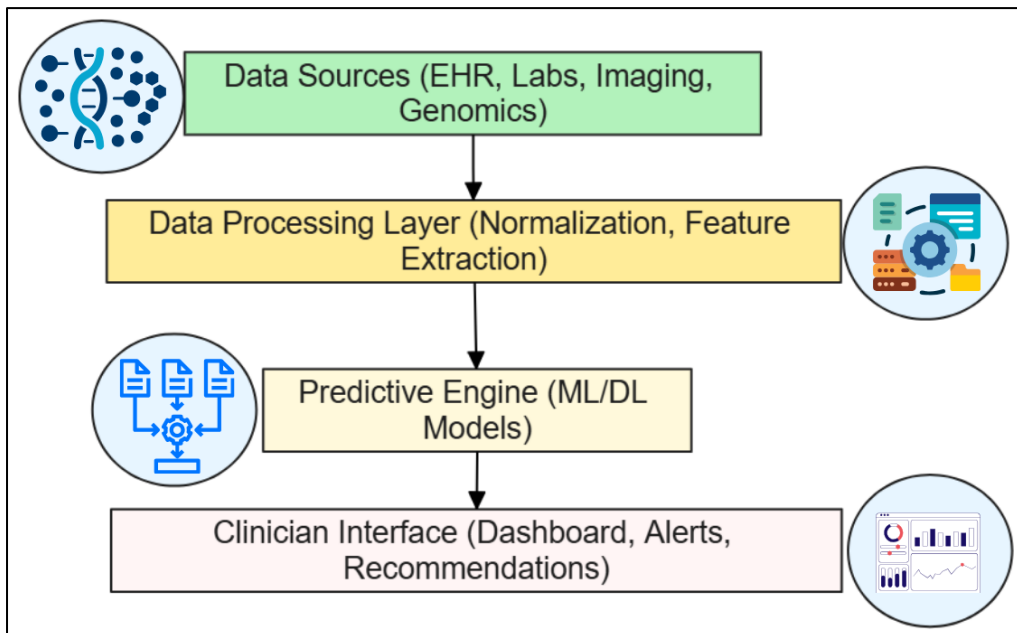 Data Sources (EHR, Labs, Imaging,
Genomics)
Data Processing Layer (Normalization, Feature
Extraction)
Predictive Engine (ML/DL
Models)
Clinician Interface (Dashboard, Alerts,
Recommendations)